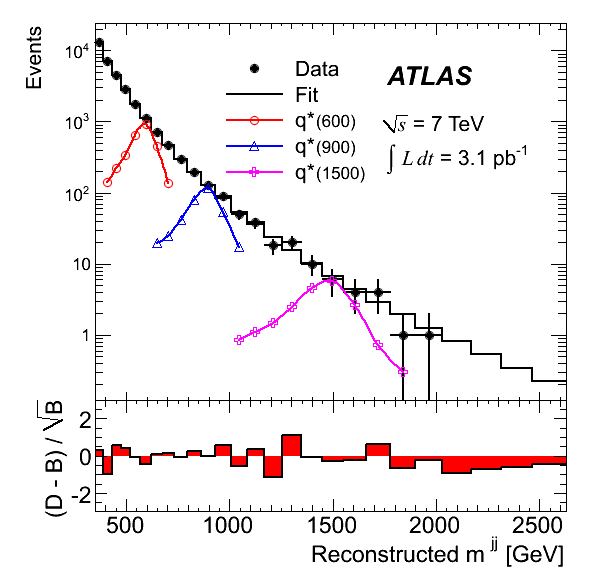 Events
10⁴
10³
10²
10
1
Data
Fit
q*(600)
q*(900)
q*(1500)
ATLAS
√s = 7 TeV
∫ L dt = 3.1 pb⁻¹
(D - B) / √B
2
0
-2
500 1000 1500 2000 2500
Reconstructed m^jj [GeV]